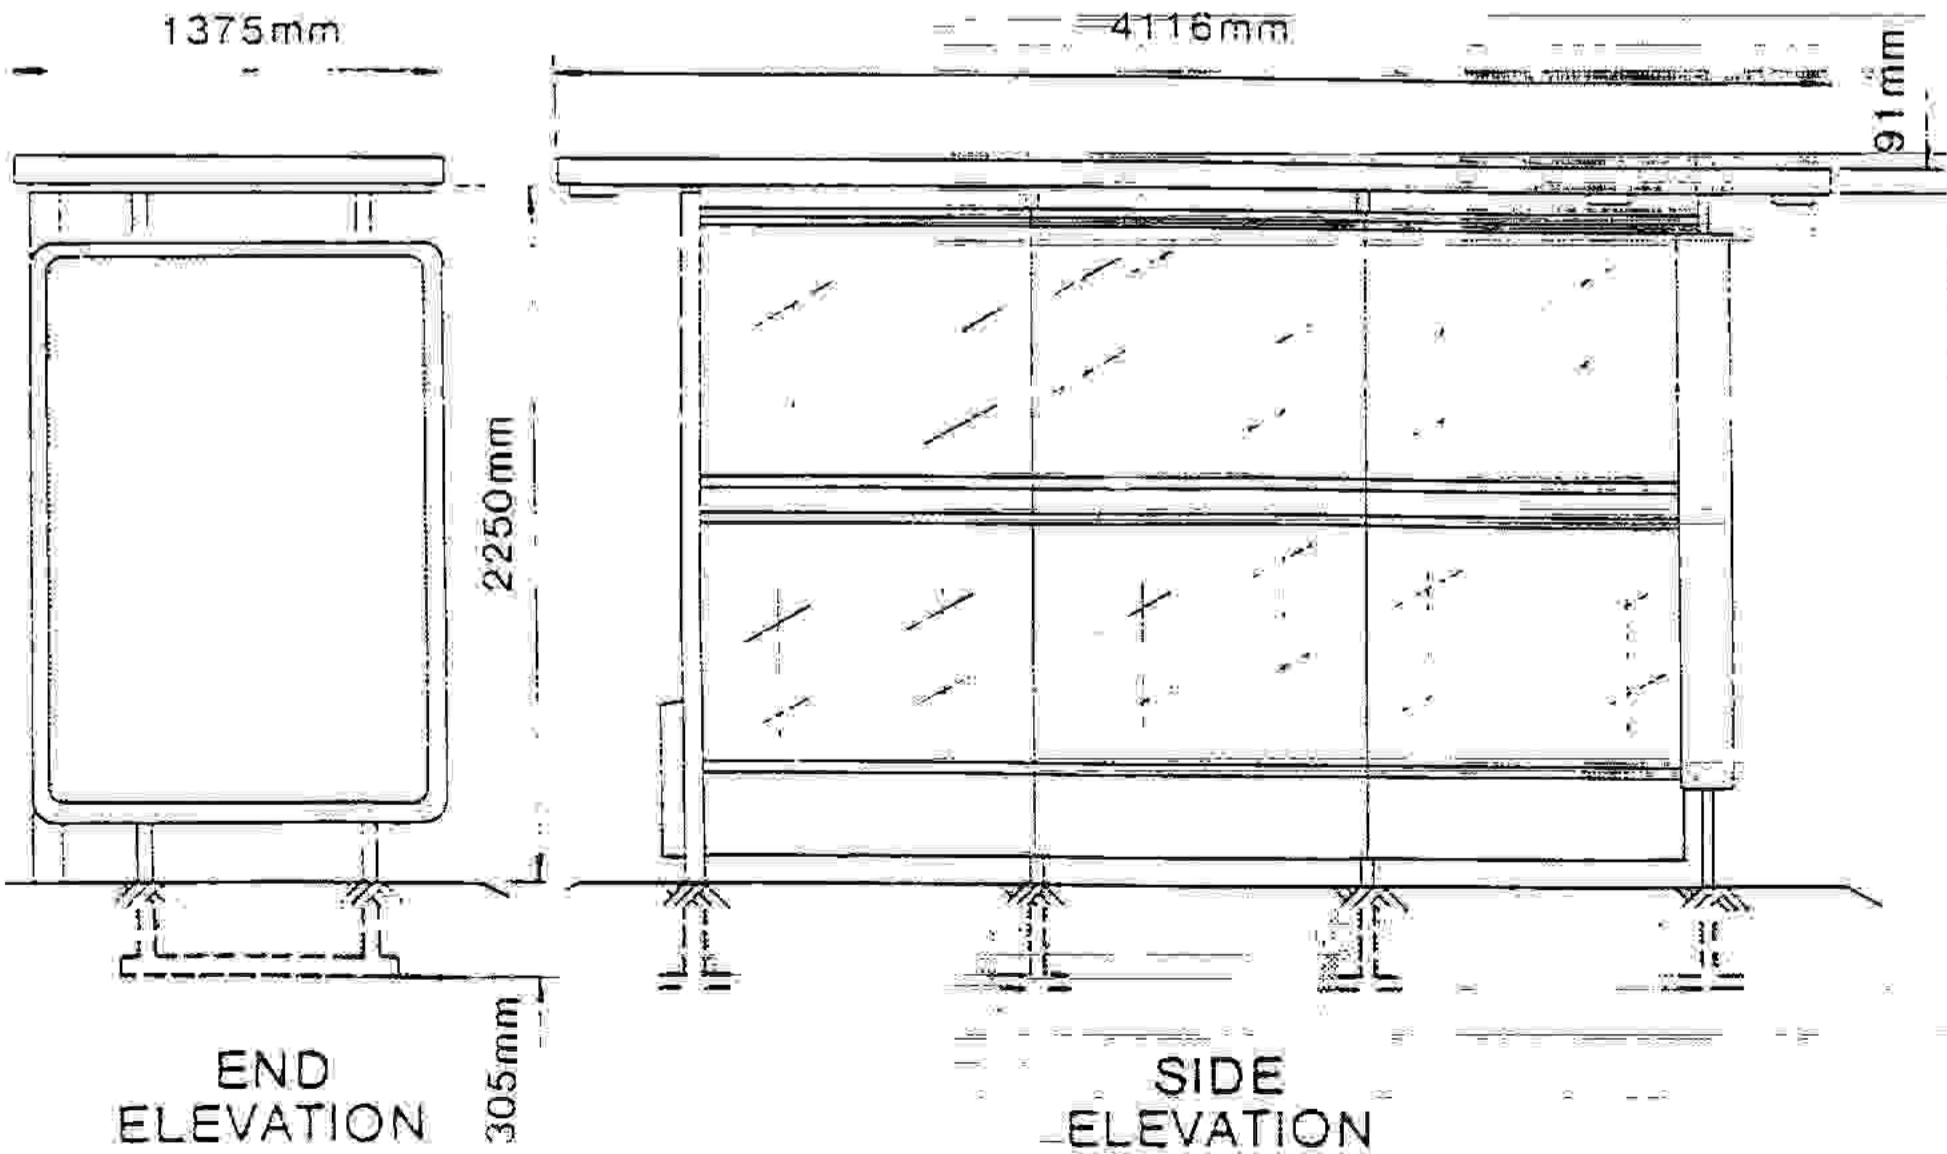 1375mm
4116mm
91mm
2250mm
305mm
END
ELEVATION
SIDE
ELEVATION